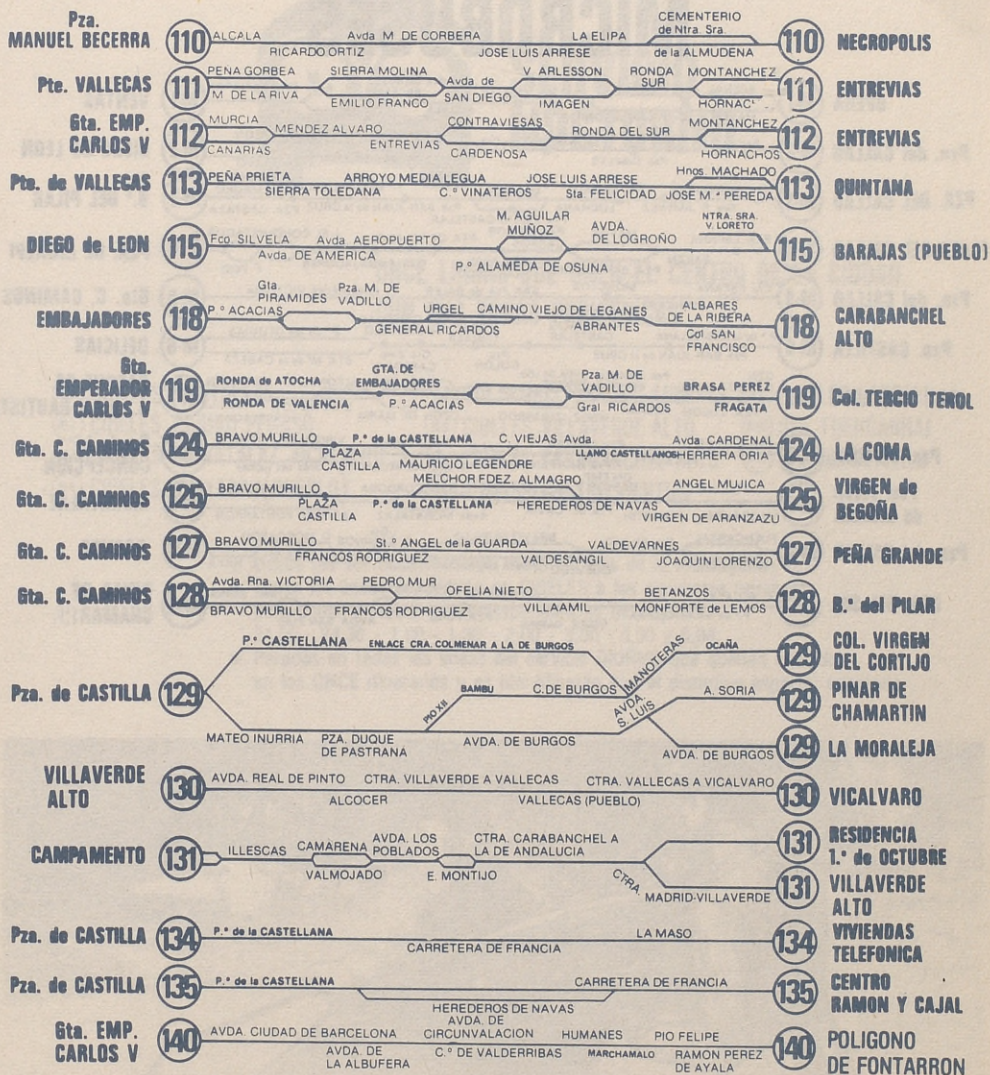 Pza.
MANUEL BECERRA
110
ALCALA
RICARDO ORTIZ
Avda M DE CORBERA
JOSE LUIS ARRESE
LA ELIPA
CEMENTERIO
de Ntra. Sra.
de la ALMUDENA
110
NECROPOLIS
Pte. VALLECAS
111
PEÑA GORBEA
M. DE LA RIVA
SIERRA MOLINA
EMILIO FRANCO
Avda de
SAN DIEGO
V. ARLESSON
IMAGEN
RONDA
SUR
MONTANCHEZ
111
ENTREVIAS
Gta. EMP.
CARLOS V
112
MURCIA
CANARIAS
MENDEZ ALVARO
ENTREVIAS
CONTRAVIESAS
CARDENOSA
RONDA DEL SUR
MONTANCHEZ
HORNACHOS
112
ENTREVIAS
Pte. de VALLECAS
113
PEÑA PRIETA
SIERRA TOLEDANA
ARROYO MEDIA LEGUA
C.º VINATEROS
JOSE LUIS ARRESE
Sta. FELICIDAD
Hnos. MACHADO
JOSE M.ª PEREDA
113
QUINTANA
DIEGO de LEON
115
Fco. SILVELA
Avda. DE AMERICA
Avda. AEROPUERTO
M. AGUILAR
MUÑOZ
P.º ALAMEDA DE OSUNA
AVDA.
DE LOGROÑO
NTRA. SRA.
V. LORETO
115
BARAJAS (PUEBLO)
EMBAJADORES
118
P.º ACACIAS
Gta.
PIRAMIDES
Pza. M. DE
VADILLO
GENERAL RICARDOS
URGEL
CAMINO VIEJO DE LEGANES
ABRANTES
ALBARES
DE LA RIBERA
Col. SAN
FRANCISCO
118
CARABANCHEL
ALTO
Gta.
EMPERADOR
CARLOS V
119
RONDA de ATOCHA
RONDA DE VALENCIA
GTA. DE
EMBAJADORES
P.º ACACIAS
Pza. M. DE
VADILLO
Gral. RICARDOS
BRASA PEREZ
FRAGATA
119
Col. TERCIO TEROL
Gta. C. CAMINOS
124
BRAVO MURILLO
PLAZA
CASTILLA
P.º de la CASTELLANA
MAURICIO LEGENDRE
C. VIEJAS
Avda.
LLANO CASTELLANOS
Avda. CARDENAL
HERRERA ORIA
124
LA COMA
Gta. C. CAMINOS
125
BRAVO MURILLO
PLAZA
CASTILLA
P.º de la CASTELLANA
MELCHOR FDEZ. ALMAGRO
HEREDEROS DE NAVAS
ANGEL MUJICA
VIRGEN DE ARANZAZU
125
VIRGEN de
BEGOÑA
Gta. C. CAMINOS
127
BRAVO MURILLO
FRANCOS RODRIGUEZ
St.º ANGEL de la GUARDA
VALDESANGIL
VALDEVARNES
JOAQUIN LORENZO
127
PEÑA GRANDE
Gta. C. CAMINOS
128
Avda. Rna. VICTORIA
BRAVO MURILLO
PEDRO MUR
FRANCOS RODRIGUEZ
OFELIA NIETO
VILLAAMIL
BETANZOS
MONFORTE de LEMOS
128
B.º del PILAR
Pza. de CASTILLA
129
P.º CASTELLANA
ENLACE CRA. COLMENAR A LA DE BURGOS
MATEO INURRIA
PZA. DUQUE
DE PASTRANA
PIO XII
BAMBU
C. DE BURGOS
AVDA. DE BURGOS
MANOTERAS
OCAÑA
129
COL. VIRGEN
DEL CORTIJO
AVDA.
S. LUIS
A. SORIA
129
PINAR DE
CHAMARTIN
AVDA. DE BURGOS
129
LA MORALEJA
VILLAVERDE
ALTO
130
AVDA. REAL DE PINTO
ALCOCER
CTRA. VILLAVERDE A VALLECAS
VALLECAS (PUEBLO)
CTRA. VALLECAS A VICALVARO
130
VICALVARO
CAMPAMENTO
131
ILLESCAS
CAMARENA
VALMOJADO
AVDA. LOS
POBLADOS
E. MONTIJO
CTRA. CARABANCHEL A
LA DE ANDALUCIA
131
RESIDENCIA
1.º de OCTUBRE
CTRA.
MADRID-VILLAVERDE
131
VILLAVERDE
ALTO
Pza. de CASTILLA
134
P.º de la CASTELLANA
CARRETERA DE FRANCIA
LA MASO
134
VIVIENDAS
TELEFONICA
Pza. de CASTILLA
135
P.º de la CASTELLANA
HEREDEROS DE NAVAS
CARRETERA DE FRANCIA
135
CENTRO
RAMON Y CAJAL
Gta. EMP.
CARLOS V
140
AVDA. CIUDAD DE BARCELONA
AVDA. DE
LA ALBUFERA
AVDA. DE
CIRCUNVALACION
C.º DE VALDERRIBAS
HUMANES
MARCHAMALO
PIO FELIPE
RAMON PEREZ
DE AYALA
140
POLIGONO
DE FONTARRON